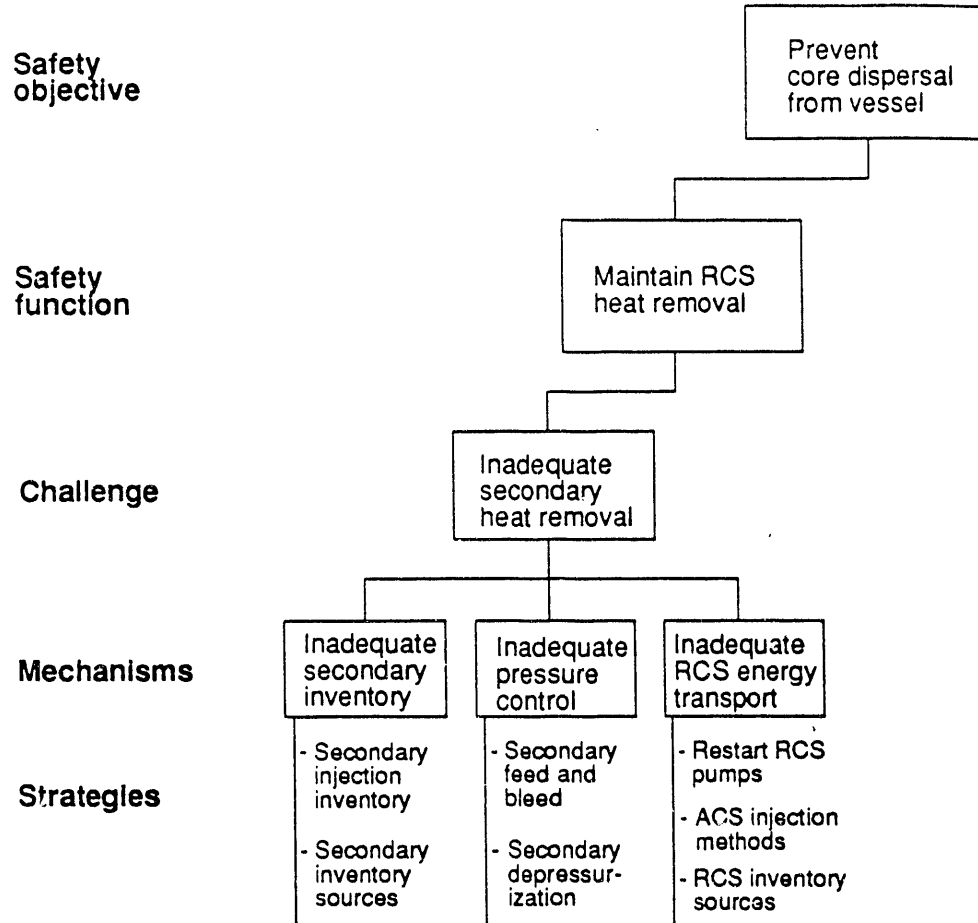 Safety
objective
Prevent
core dispersal
from vessel
Safety
function
Maintain RCS
heat removal
Challenge
Inadequate
secondary
heat removal
Mechanisms
Inadequate
secondary
inventory
Inadequate
pressure
control
Inadequate
RCS energy
transport
Strategies
- Secondary
injection
inventory
- Secondary
inventory
sources
- Secondary
feed and
bleed
- Secondary
depressur-
ization
- Restart RCS
pumps
- ACS injection
methods
- RCS inventory
sources